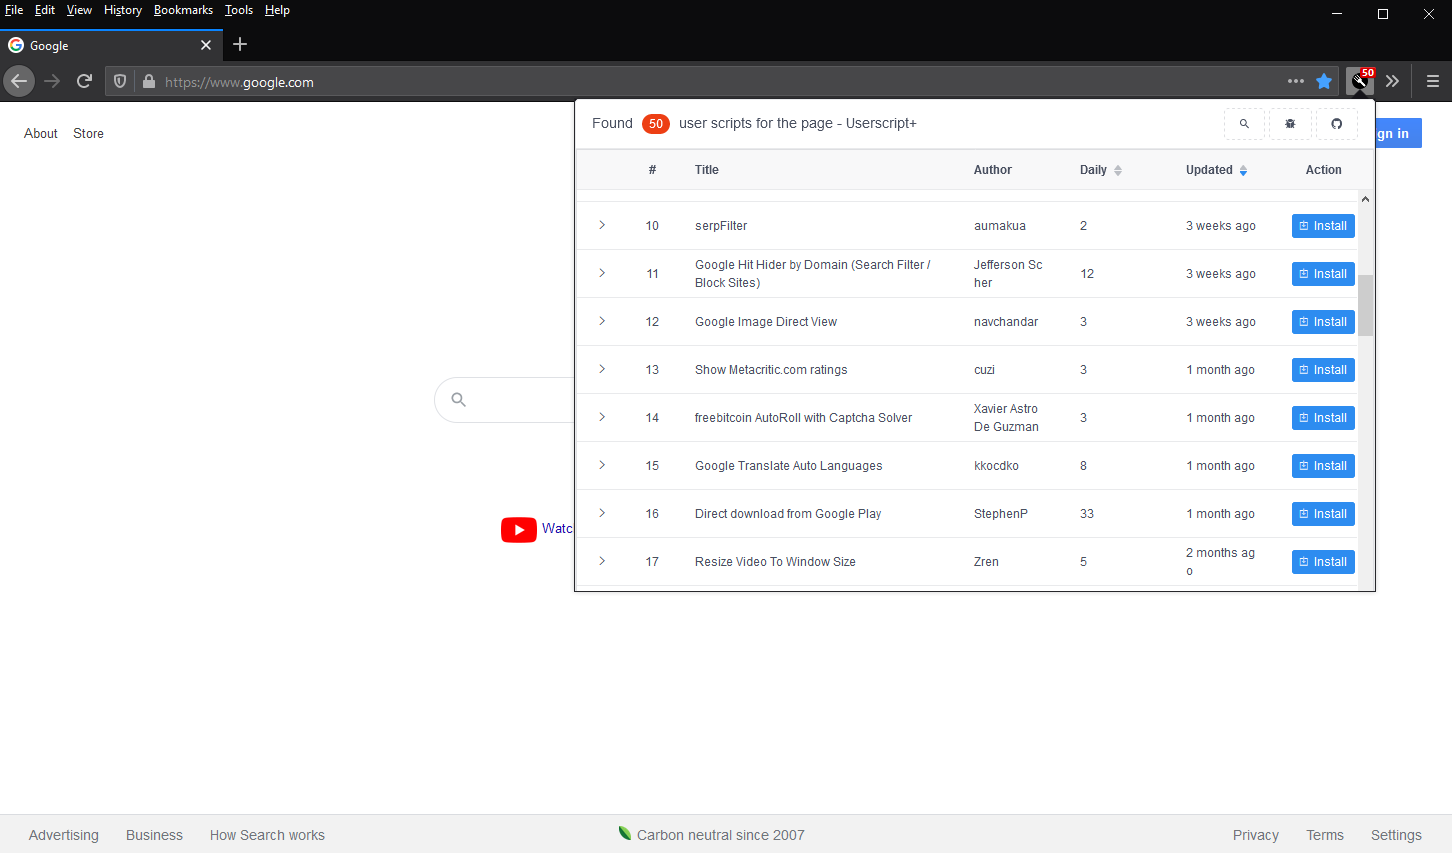 File Edit View History Bookmarks Tools Help
Google
https://www.google.com
50
About Store
gn in
Found 50 user scripts for the page - Userscript+
# Title Author Daily Updated Action
10 serpFilter aumakua 2 3 weeks ago Install
11 Google Hit Hider by Domain (Search Filter / Block Sites) Jefferson Sc her 12 3 weeks ago Install
12 Google Image Direct View navchandar 3 3 weeks ago Install
13 Show Metacritic.com ratings cuzi 3 1 month ago Install
14 freebitcoin AutoRoll with Captcha Solver Xavier Astro De Guzman 3 1 month ago Install
15 Google Translate Auto Languages kkocdko 8 1 month ago Install
16 Direct download from Google Play StephenP 33 1 month ago Install
17 Resize Video To Window Size Zren 5 2 months ag o Install
Watc
Advertising Business How Search works Carbon neutral since 2007 Privacy Terms Settings